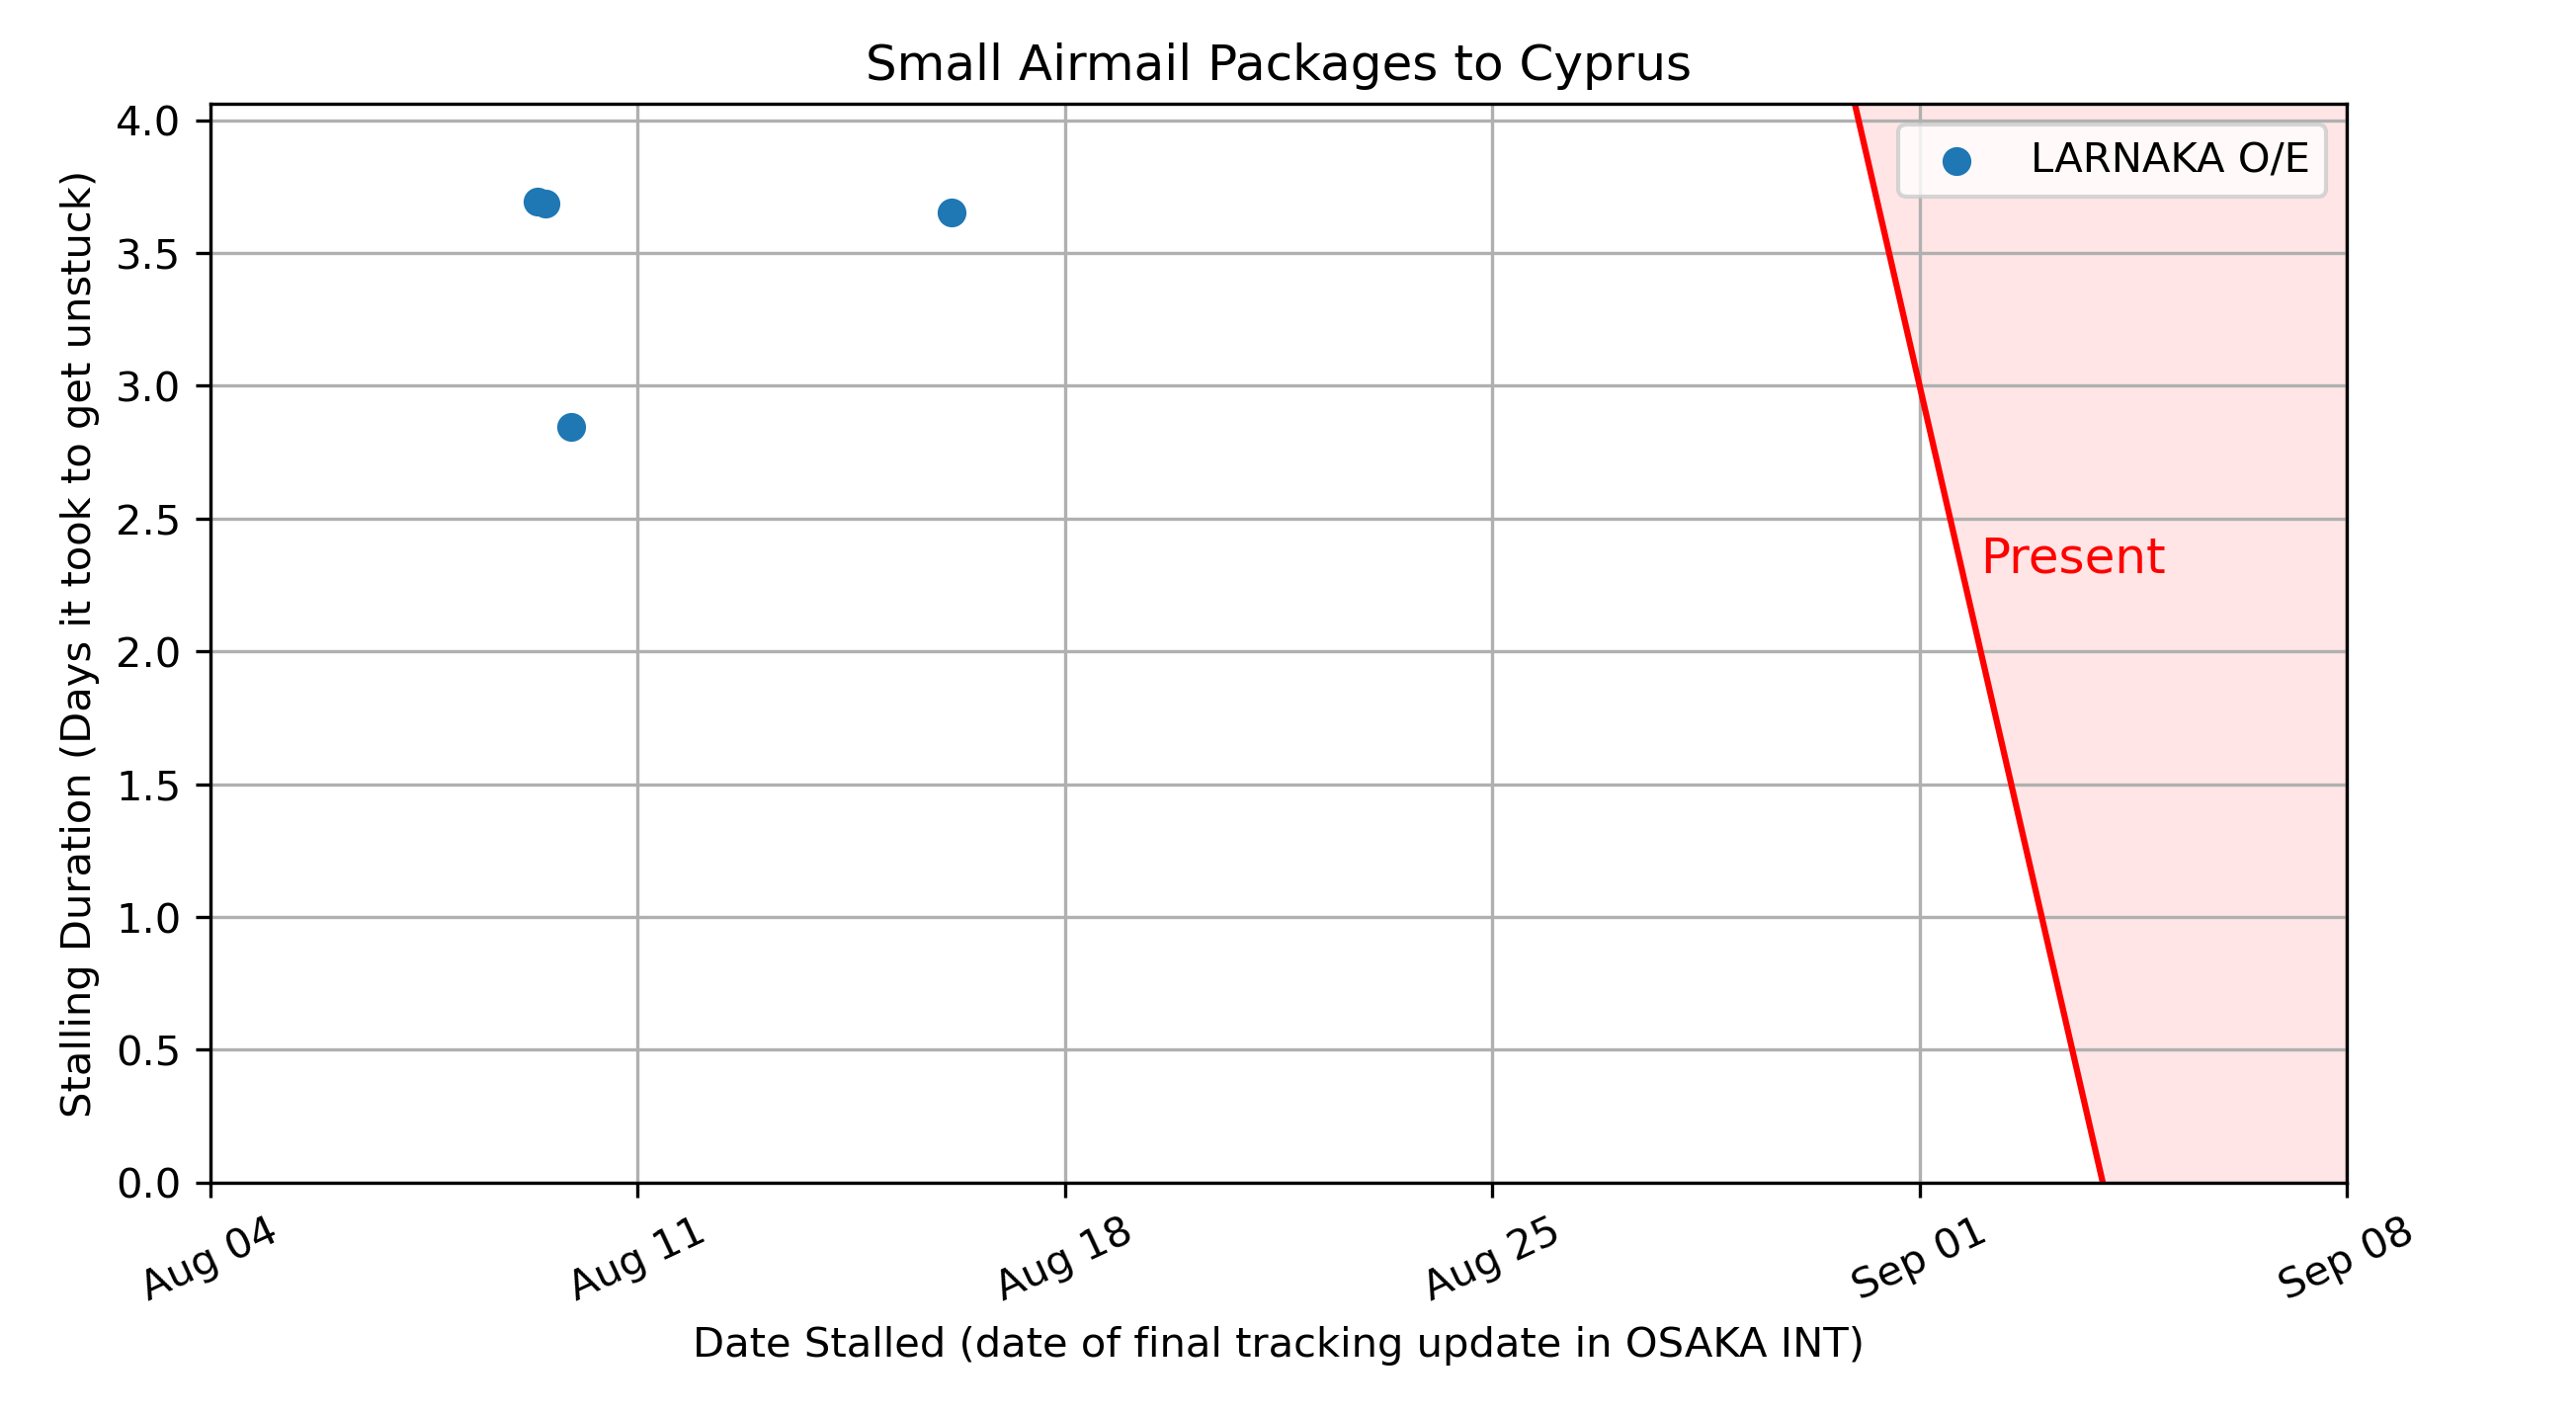 Small Airmail Packages to Cyprus
4.0
3.5
3.0
2.5
2.0
1.5
1.0
0.5
0.0
Stalling Duration (Days it took to get unstuck)
LARNAKA O/E
Present
Aug 04
Aug 11
Aug 18
Aug 25
Sep 01
Sep 08
Date Stalled (date of final tracking update in OSAKA INT)